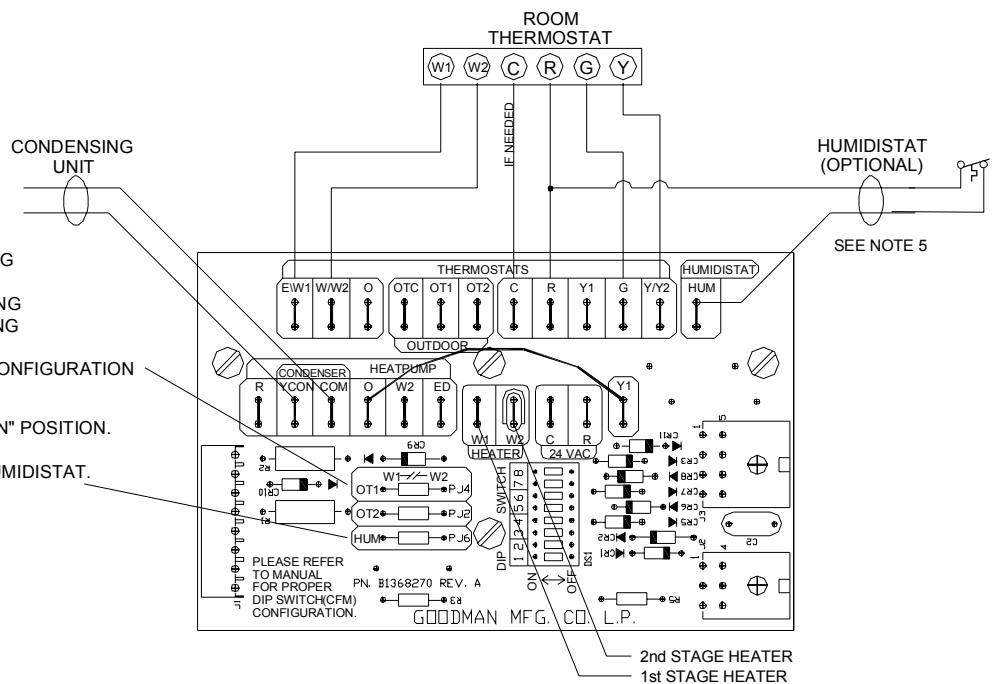 ROOM
THERMOSTAT
W1 W2 C R G Y
IF NEEDED
CONDENSING
UNIT
HUMIDISTAT
(OPTIONAL)
SEE NOTE 5
G
NG
NG
ONFIGURATION
N" POSITION.
UMIDISTAT.
THERMOSTATS
HUMIDISTAT
E\W1 W/W2 O OTC OT1 OT2 C R Y1 G Y/Y2 HUM
OUTDOOR
HEATPUMP
CONDENSER
R YCON COM O W2 ED
Y1
W1 W2 C R
HEATER
24 VAC
R2
CR10
R1
CR9
W1 W2
OT1 PJ4
OT2 PJ2
HUM PJ6
DIP SWITCH
1 2 3 4 5 6 7 8
ON OFF
DS1
CR11
CR3
CR8
CR7
CR6
CR5
CR2
CR1
1 5
J3
C2
J2
1 4
R5
R3
J1
PLEASE REFER
TO MANUAL
FOR PROPER
DIP SWITCH(CFM)
CONFIGURATION.
PN. B1368270 REV. A
GOODMAN MFG. CO. L.P.
2nd STAGE HEATER
1st STAGE HEATER